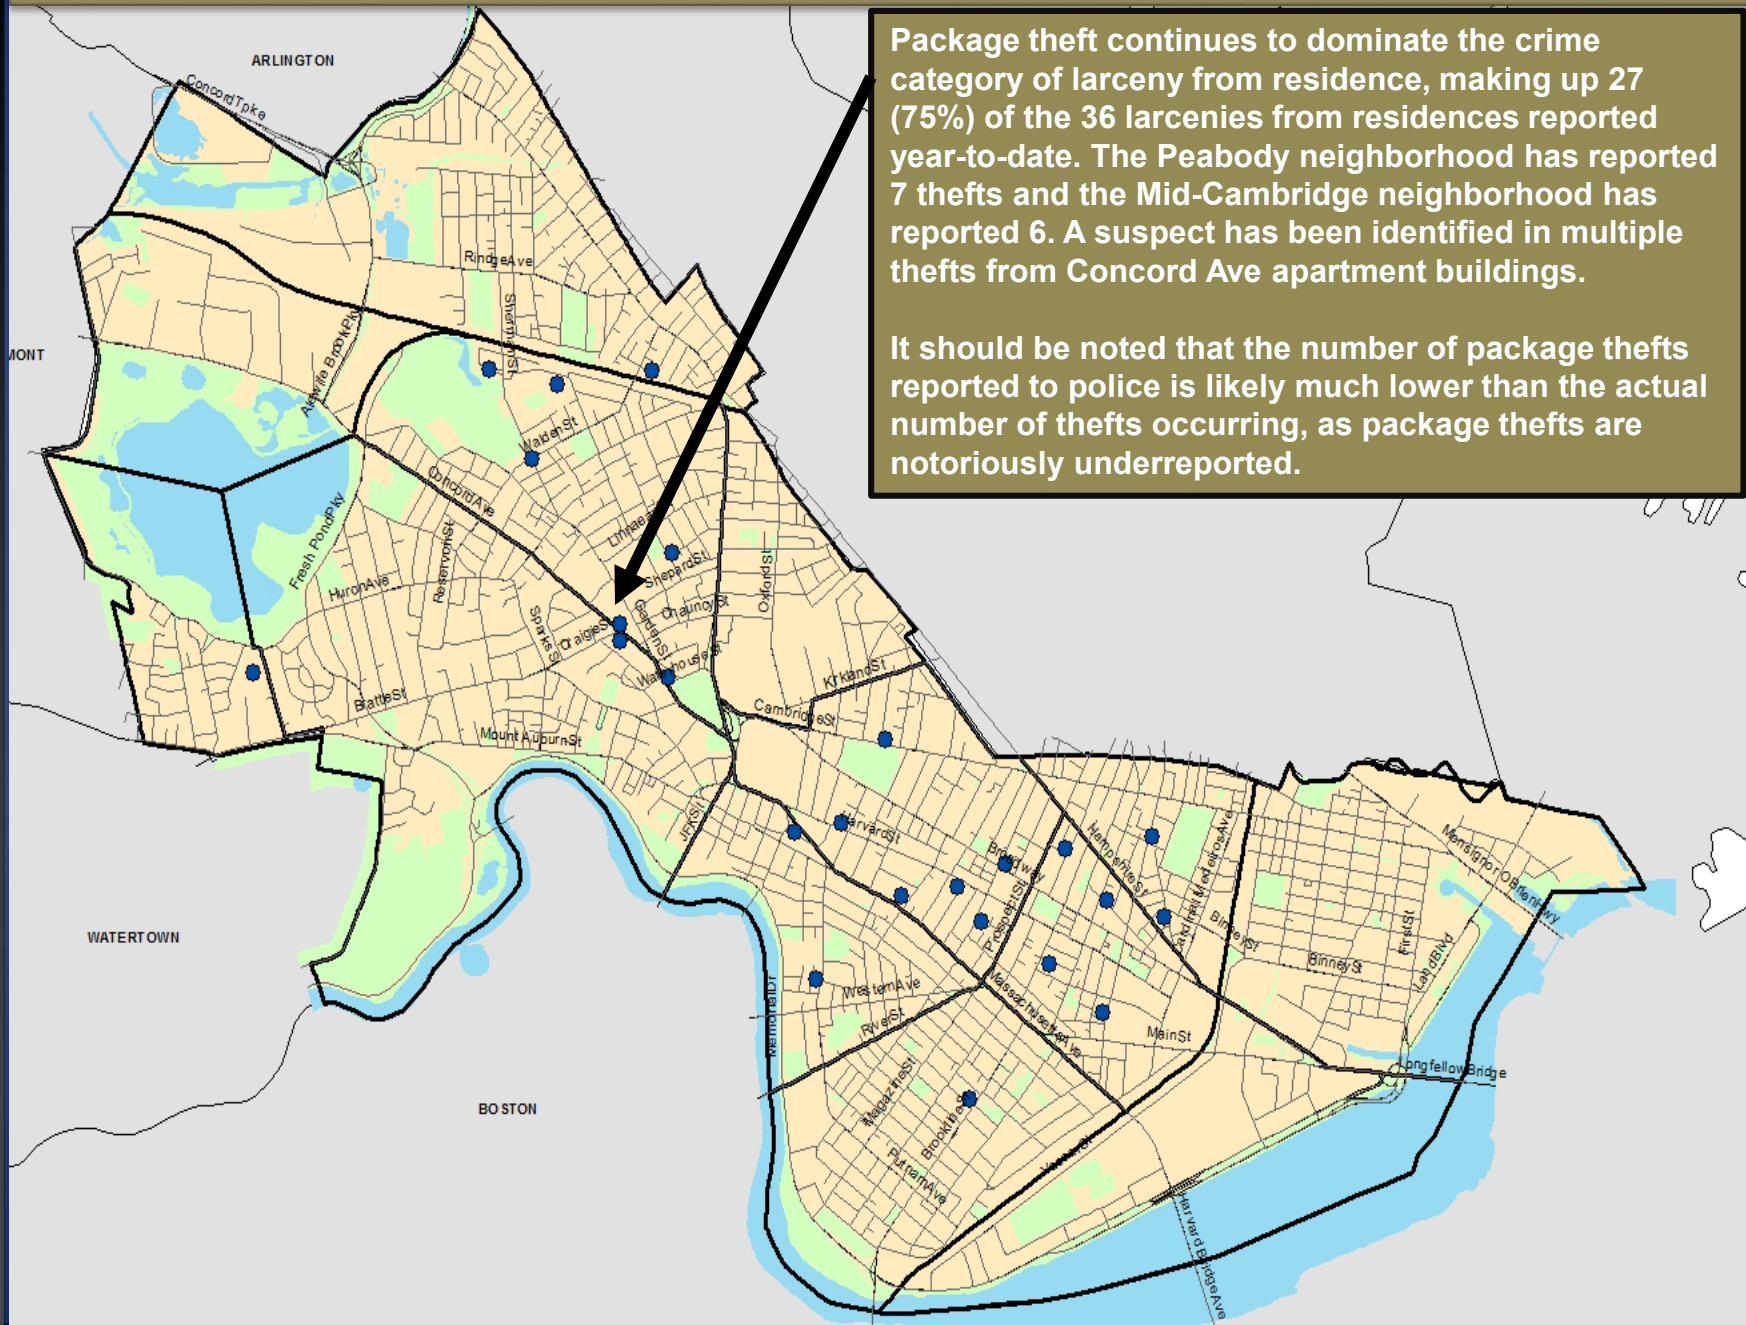 Package theft continues to dominate the crime
category of larceny from residence, making up 27
(75%) of the 36 larcenies from residences reported
year-to-date. The Peabody neighborhood has reported
7 thefts and the Mid-Cambridge neighborhood has
reported 6. A suspect has been identified in multiple
thefts from Concord Ave apartment buildings.
It should be noted that the number of package thefts
reported to police is likely much lower than the actual
number of thefts occurring, as package thefts are
notoriously underreported.
ARLINGTON
ConcordTpke
RindgeAve
ShermanSt
MONT
Alewife BrookPky
WaldenSt
ConcordAve
Fresh PondPky
ReservoirSt
HuronAve
ShepardSt
ChauncySt
OxfordSt
GardenSt
CraigieSt
SparksSt
KirklandSt
BrattleSt
CambridgeSt
Mount AuburnSt
JFKSt
HarvardSt
Broadway
HampshireSt
Cardinal MedeirosAve
Monsignor OBrienHwy
ProspectSt
BinneySt
BinneySt
FirstSt
LandBlvd
WATERTOWN
WesternAve
MemorialDr
RiverSt
MassachusettsAve
MainSt
LongfellowBridge
MagazineSt
BrooklineSt
BOSTON
PutnamAve
VassarSt
Harvard BridgeAve